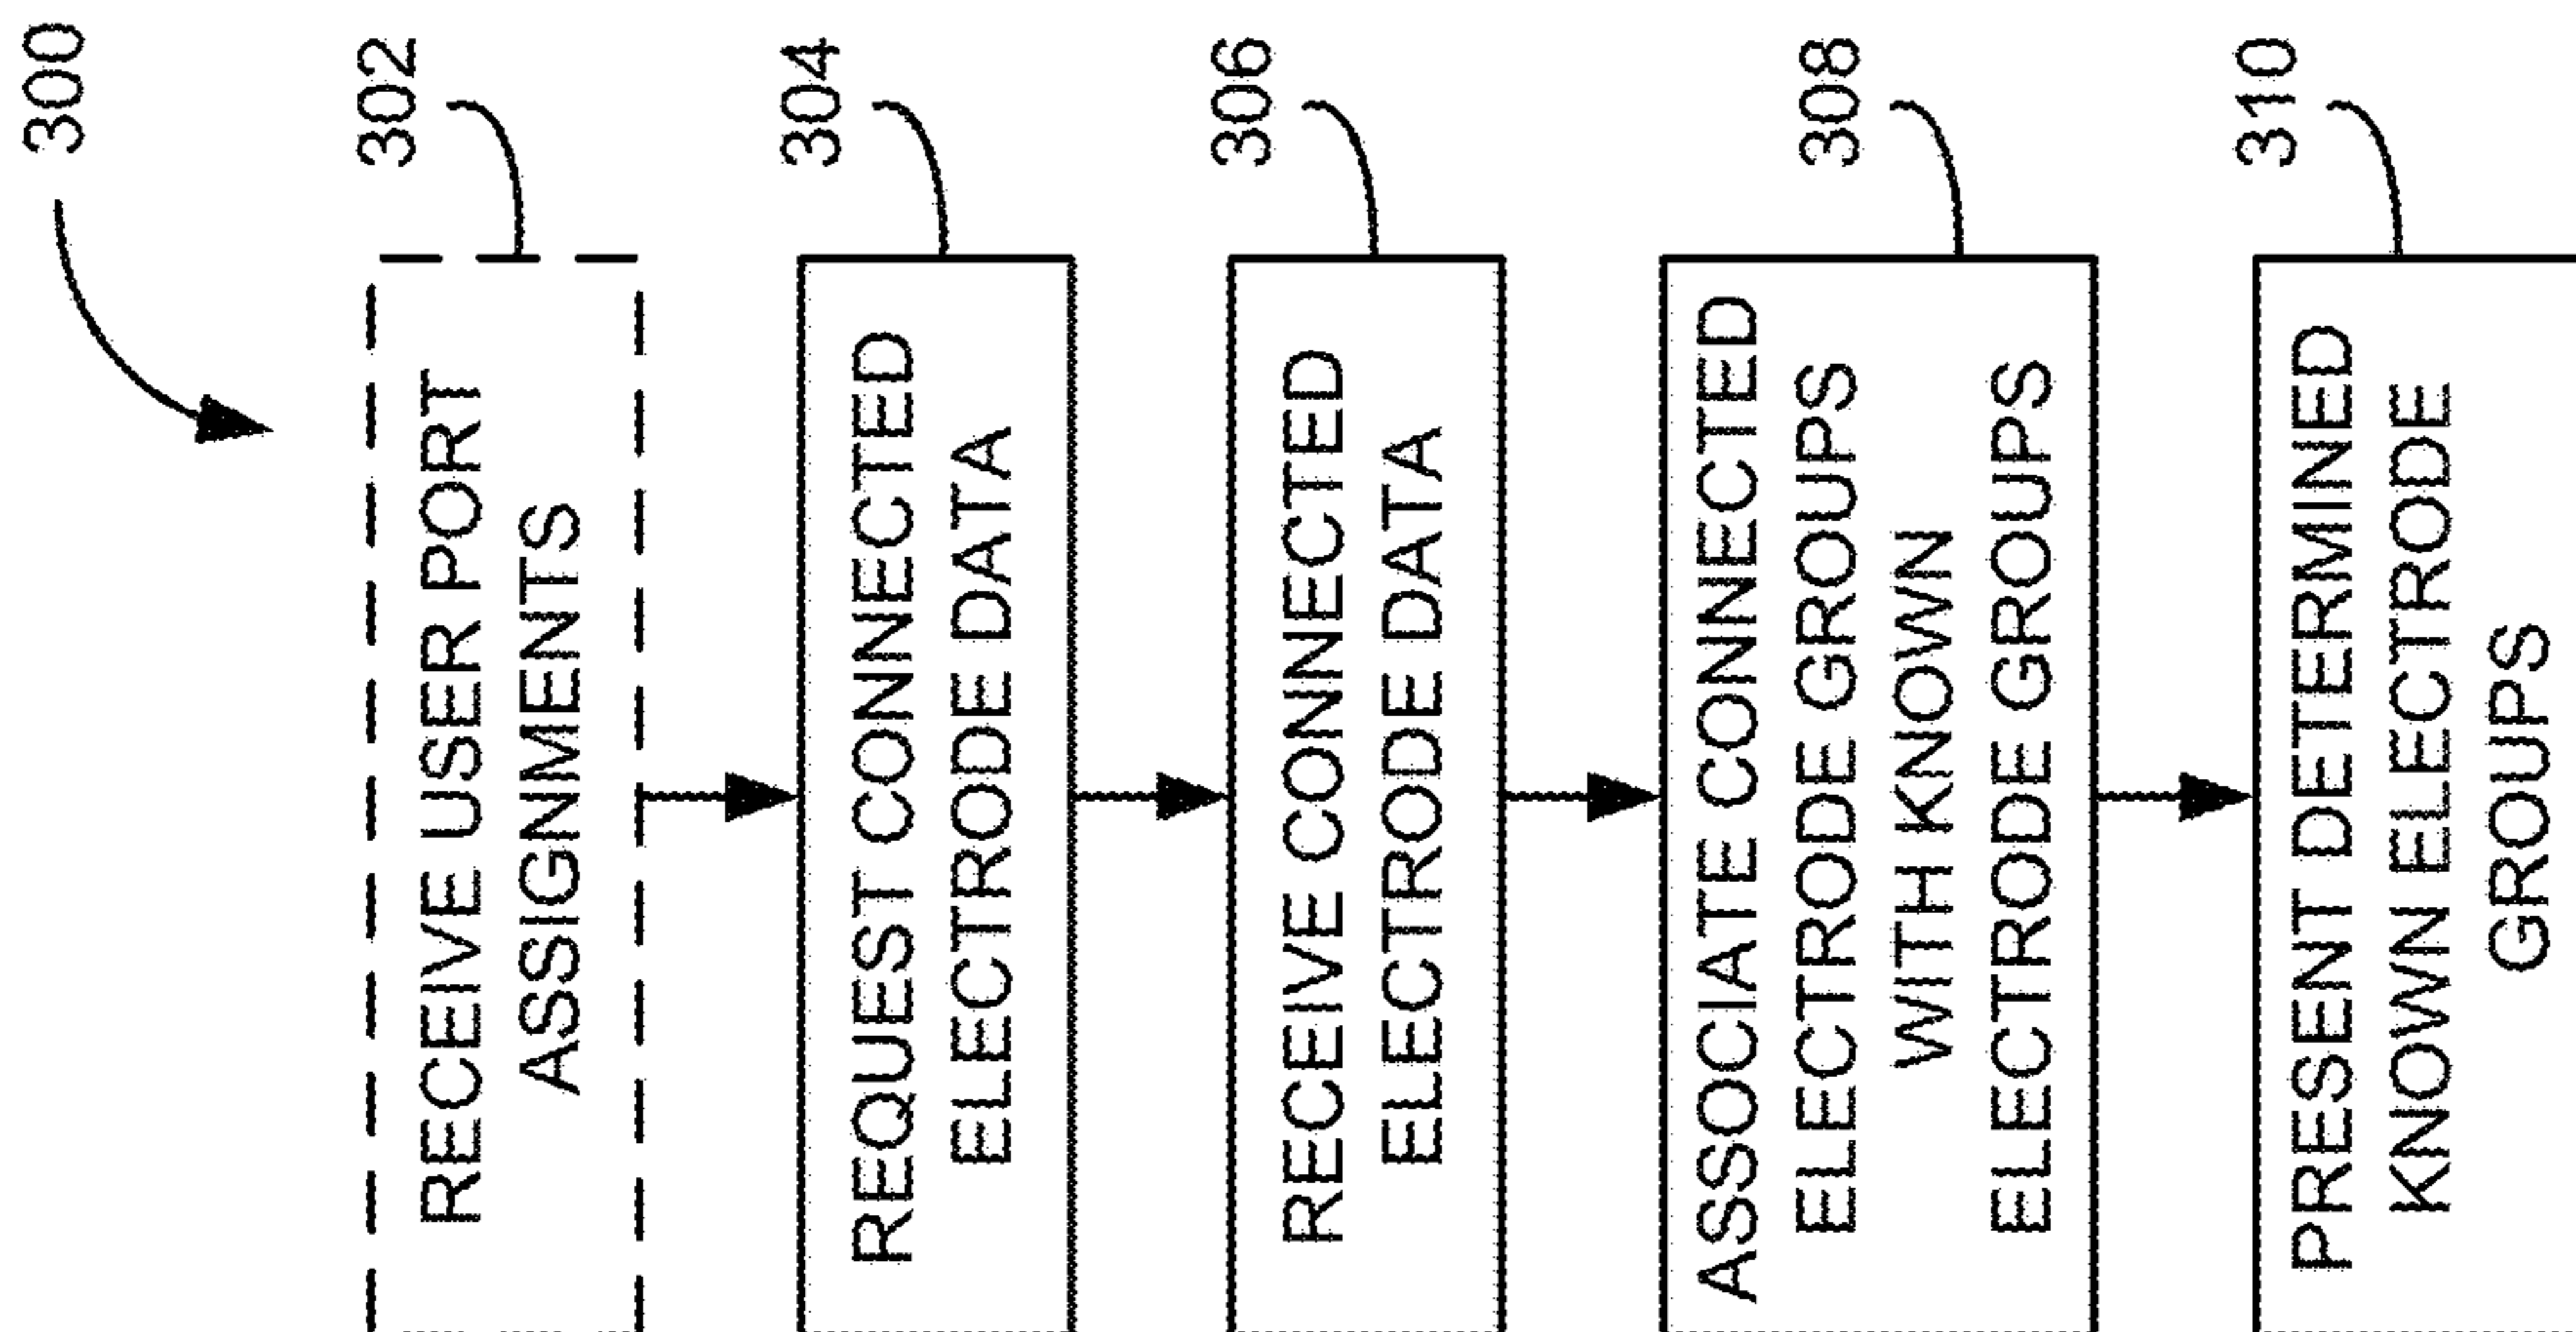 300
302
RECEIVE USER PORT
ASSIGNMENTS
304
REQUEST CONNECTED
ELECTRODE DATA
306
RECEIVE CONNECTED
ELECTRODE DATA
308
ASSOCIATE CONNECTED
ELECTRODE GROUPS
WITH KNOWN
ELECTRODE GROUPS
310
PRESENT DETERMINED
KNOWN ELECTRODE
GROUPS